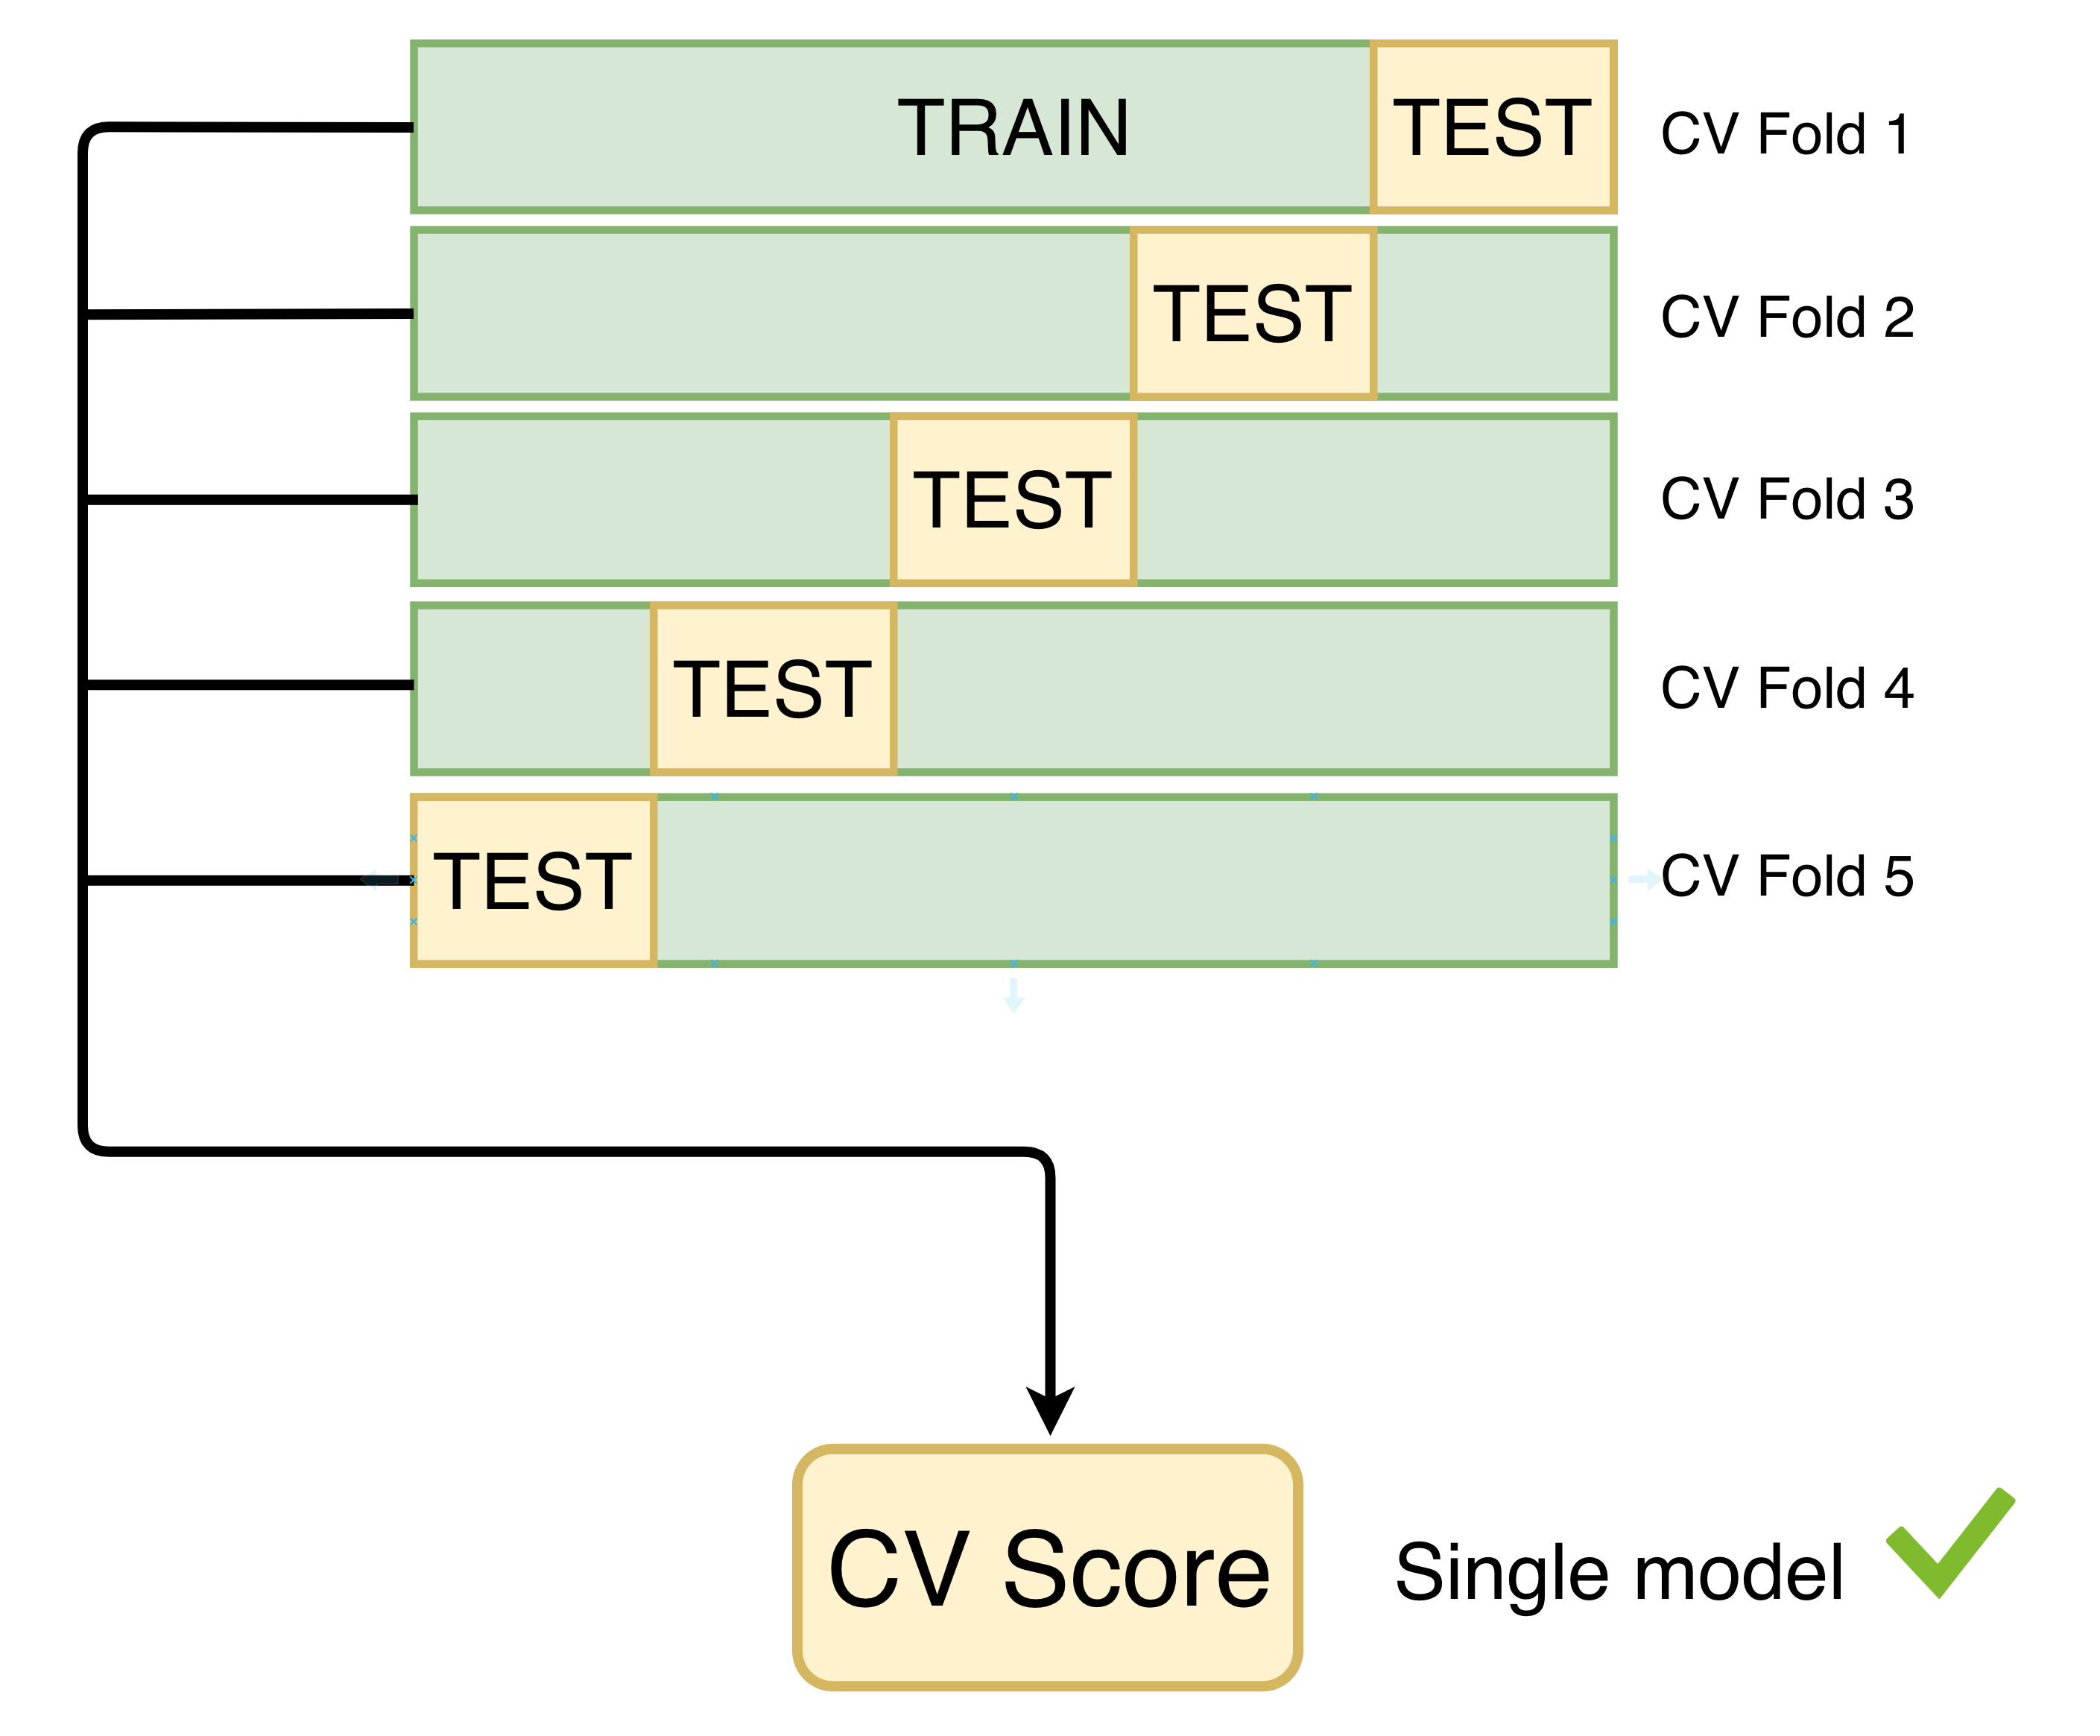 TRAIN TEST CV Fold 1
TEST CV Fold 2
TEST CV Fold 3
TEST CV Fold 4
TEST CV Fold 5
CV Score
Single model